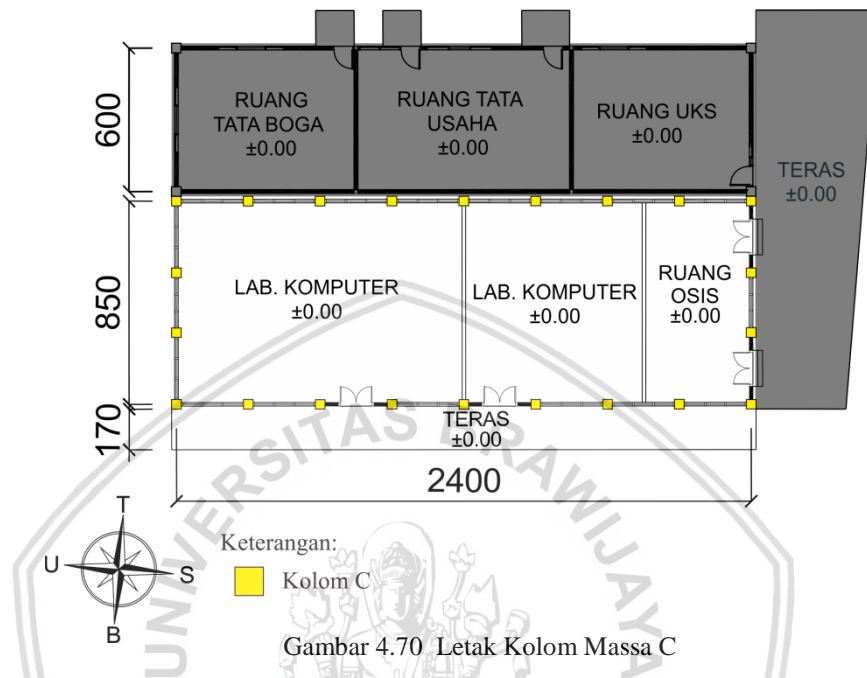 RUANG
TATA BOGA
±0.00
RUANG TATA
USAHA
±0.00
RUANG UKS
±0.00
TERAS
±0.00
600
850
170
LAB. KOMPUTER
±0.00
LAB. KOMPUTER
±0.00
RUANG
OSIS
±0.00
TERAS
±0.00
2400
T
U
S
B
Keterangan:
Kolom C
UNIVERSITAS BRAWIJAYA
Gambar 4.70 Letak Kolom Massa C